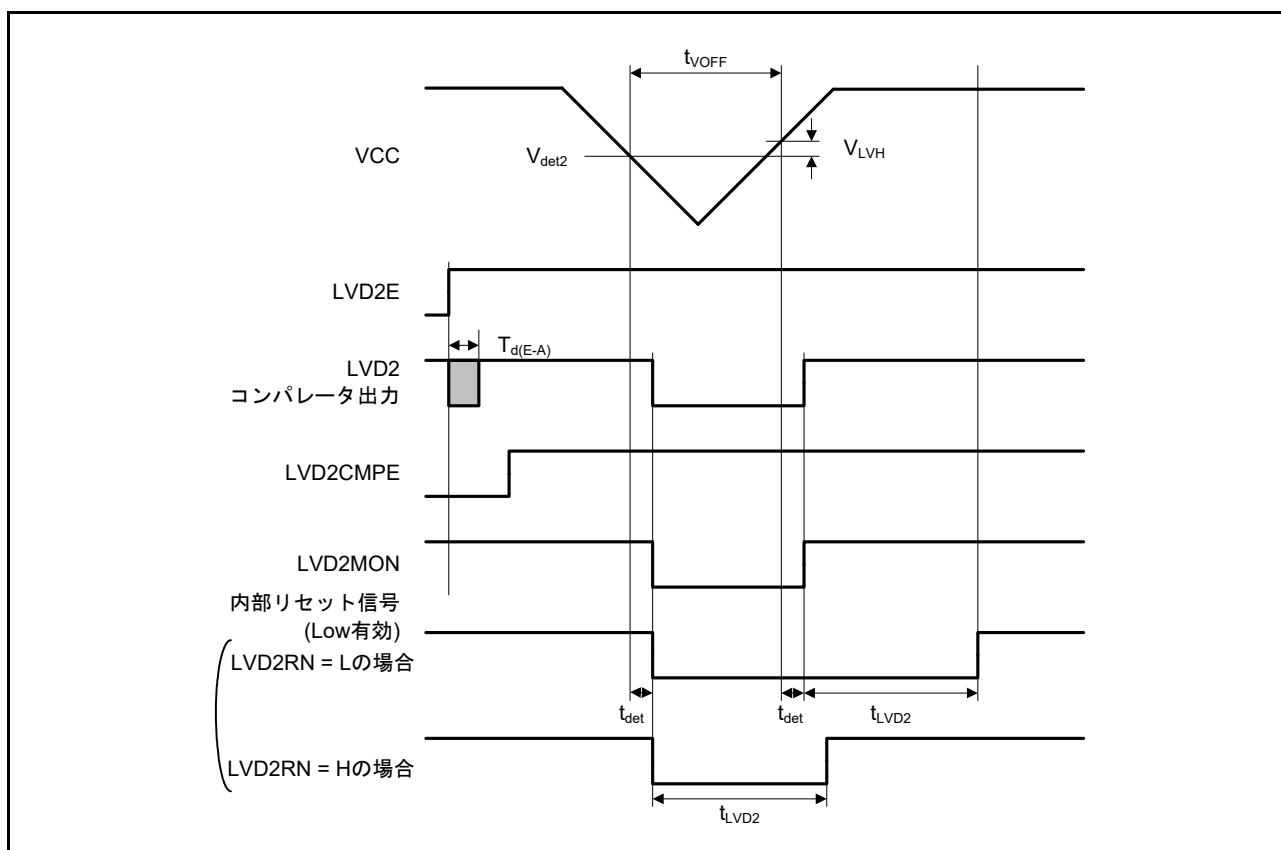 tVOFF
VCC
Vdet2
VLVH
LVD2E
Td(E-A)
LVD2
コンパレータ出力
LVD2CMPE
LVD2MON
内部リセット信号
(Low有効)
LVD2RN = Lの場合
tdet
tdet
tLVD2
LVD2RN = Hの場合
tLVD2